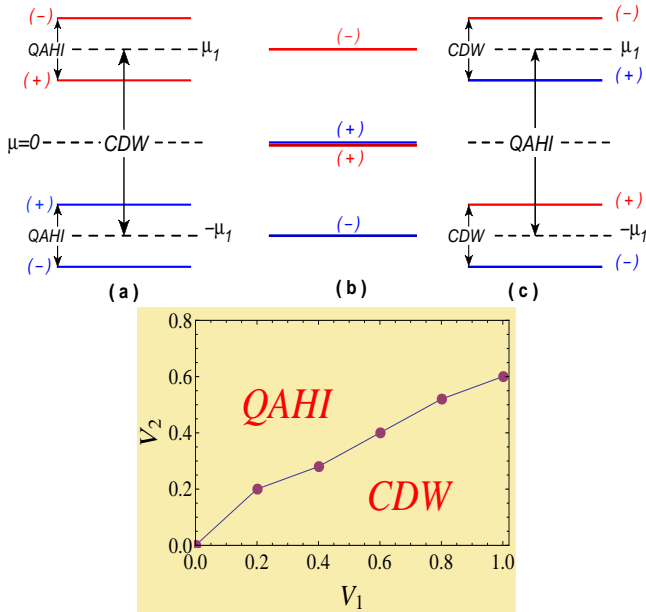 (−) (−)
QAHI μ1 (−) CDW μ1
(+) (+)
μ=0 CDW (+) QAHI
(+)
(+) (+)
QAHI −μ1 (−) CDW −μ1
(−) (−)
(a) (b) (c)
0.8
0.6
0.4
0.2
0.0
V2
QAHI
CDW
0.0 0.2 0.4 0.6 0.8 1.0
V1